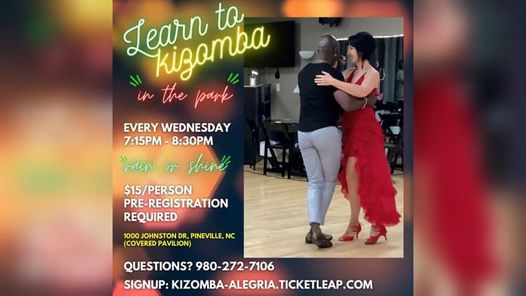 Learn to
kizomba
in the park
EVERY WEDNESDAY
7:15PM - 8:30PM
rain or shine
$15/PERSON
PRE-REGISTRATION
REQUIRED
1000 JOHNSTON DR, PINEVILLE, NC
(COVERED PAVILION)
QUESTIONS? 980-272-7106
SIGNUP: KIZOMBA-ALEGRIA.TICKETLEAP.COM